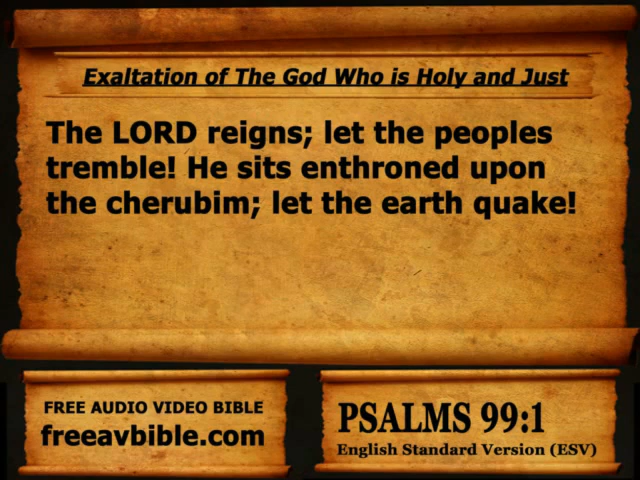 Exaltation of The God Who is Holy and Just
The LORD reigns; let the peoples
tremble! He sits enthroned upon
the cherubim; let the earth quake!
FREE AUDIO VIDEO BIBLE
freeavbible.com
PSALMS 99:1
English Standard Version (ESV)